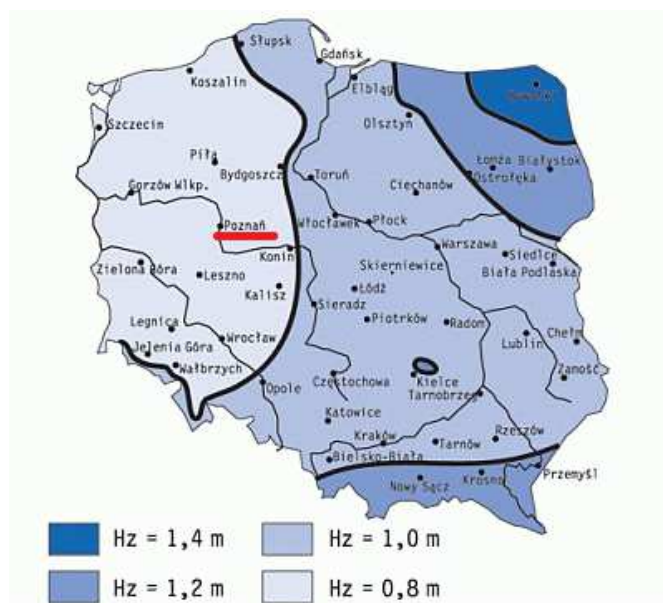 Słupsk
Gdańsk
Koszalin
Elbląg
Suwałki
Szczecin
Olsztyn
Piła
Łomża Białystok
Bydgoszcz
Toruń
Ostrołęka
Gorzów Wlkp.
Ciechanów
Poznań
Włocławek
Płock
Konin
Warszawa
Siedlce
Zielona Góra
Leszno
Skierniewice
Biała Podlaska
Kalisz
Łódź
Sieradz
Legnica
Piotrków
Radom
Wrocław
Lublin
Chełm
Jelenia Góra
Wałbrzych
Opole
Częstochowa
Kielce
Zamość
Tarnobrzeg
Katowice
Kraków
Tarnów
Rzeszów
Bielsko-Biała
Nowy Sącz
Krosno
Przemyśl
Hz = 1,4 m
Hz = 1,0 m
Hz = 1,2 m
Hz = 0,8 m